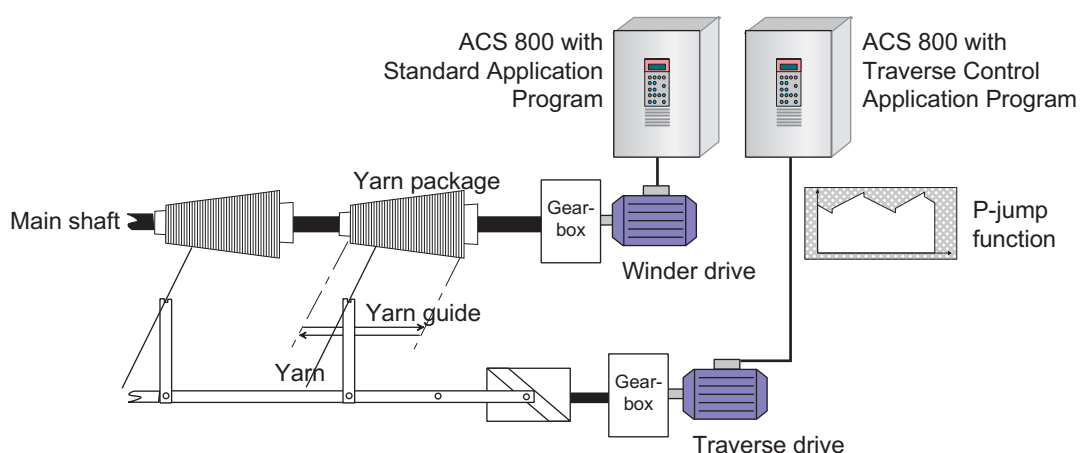 ACS 800 with
Standard Application
Program
ACS 800 with
Traverse Control
Application Program
Yarn package
Main shaft
Gear-
box
Winder drive
P-jump
function
Yarn guide
Yarn
Gear-
box
Traverse drive